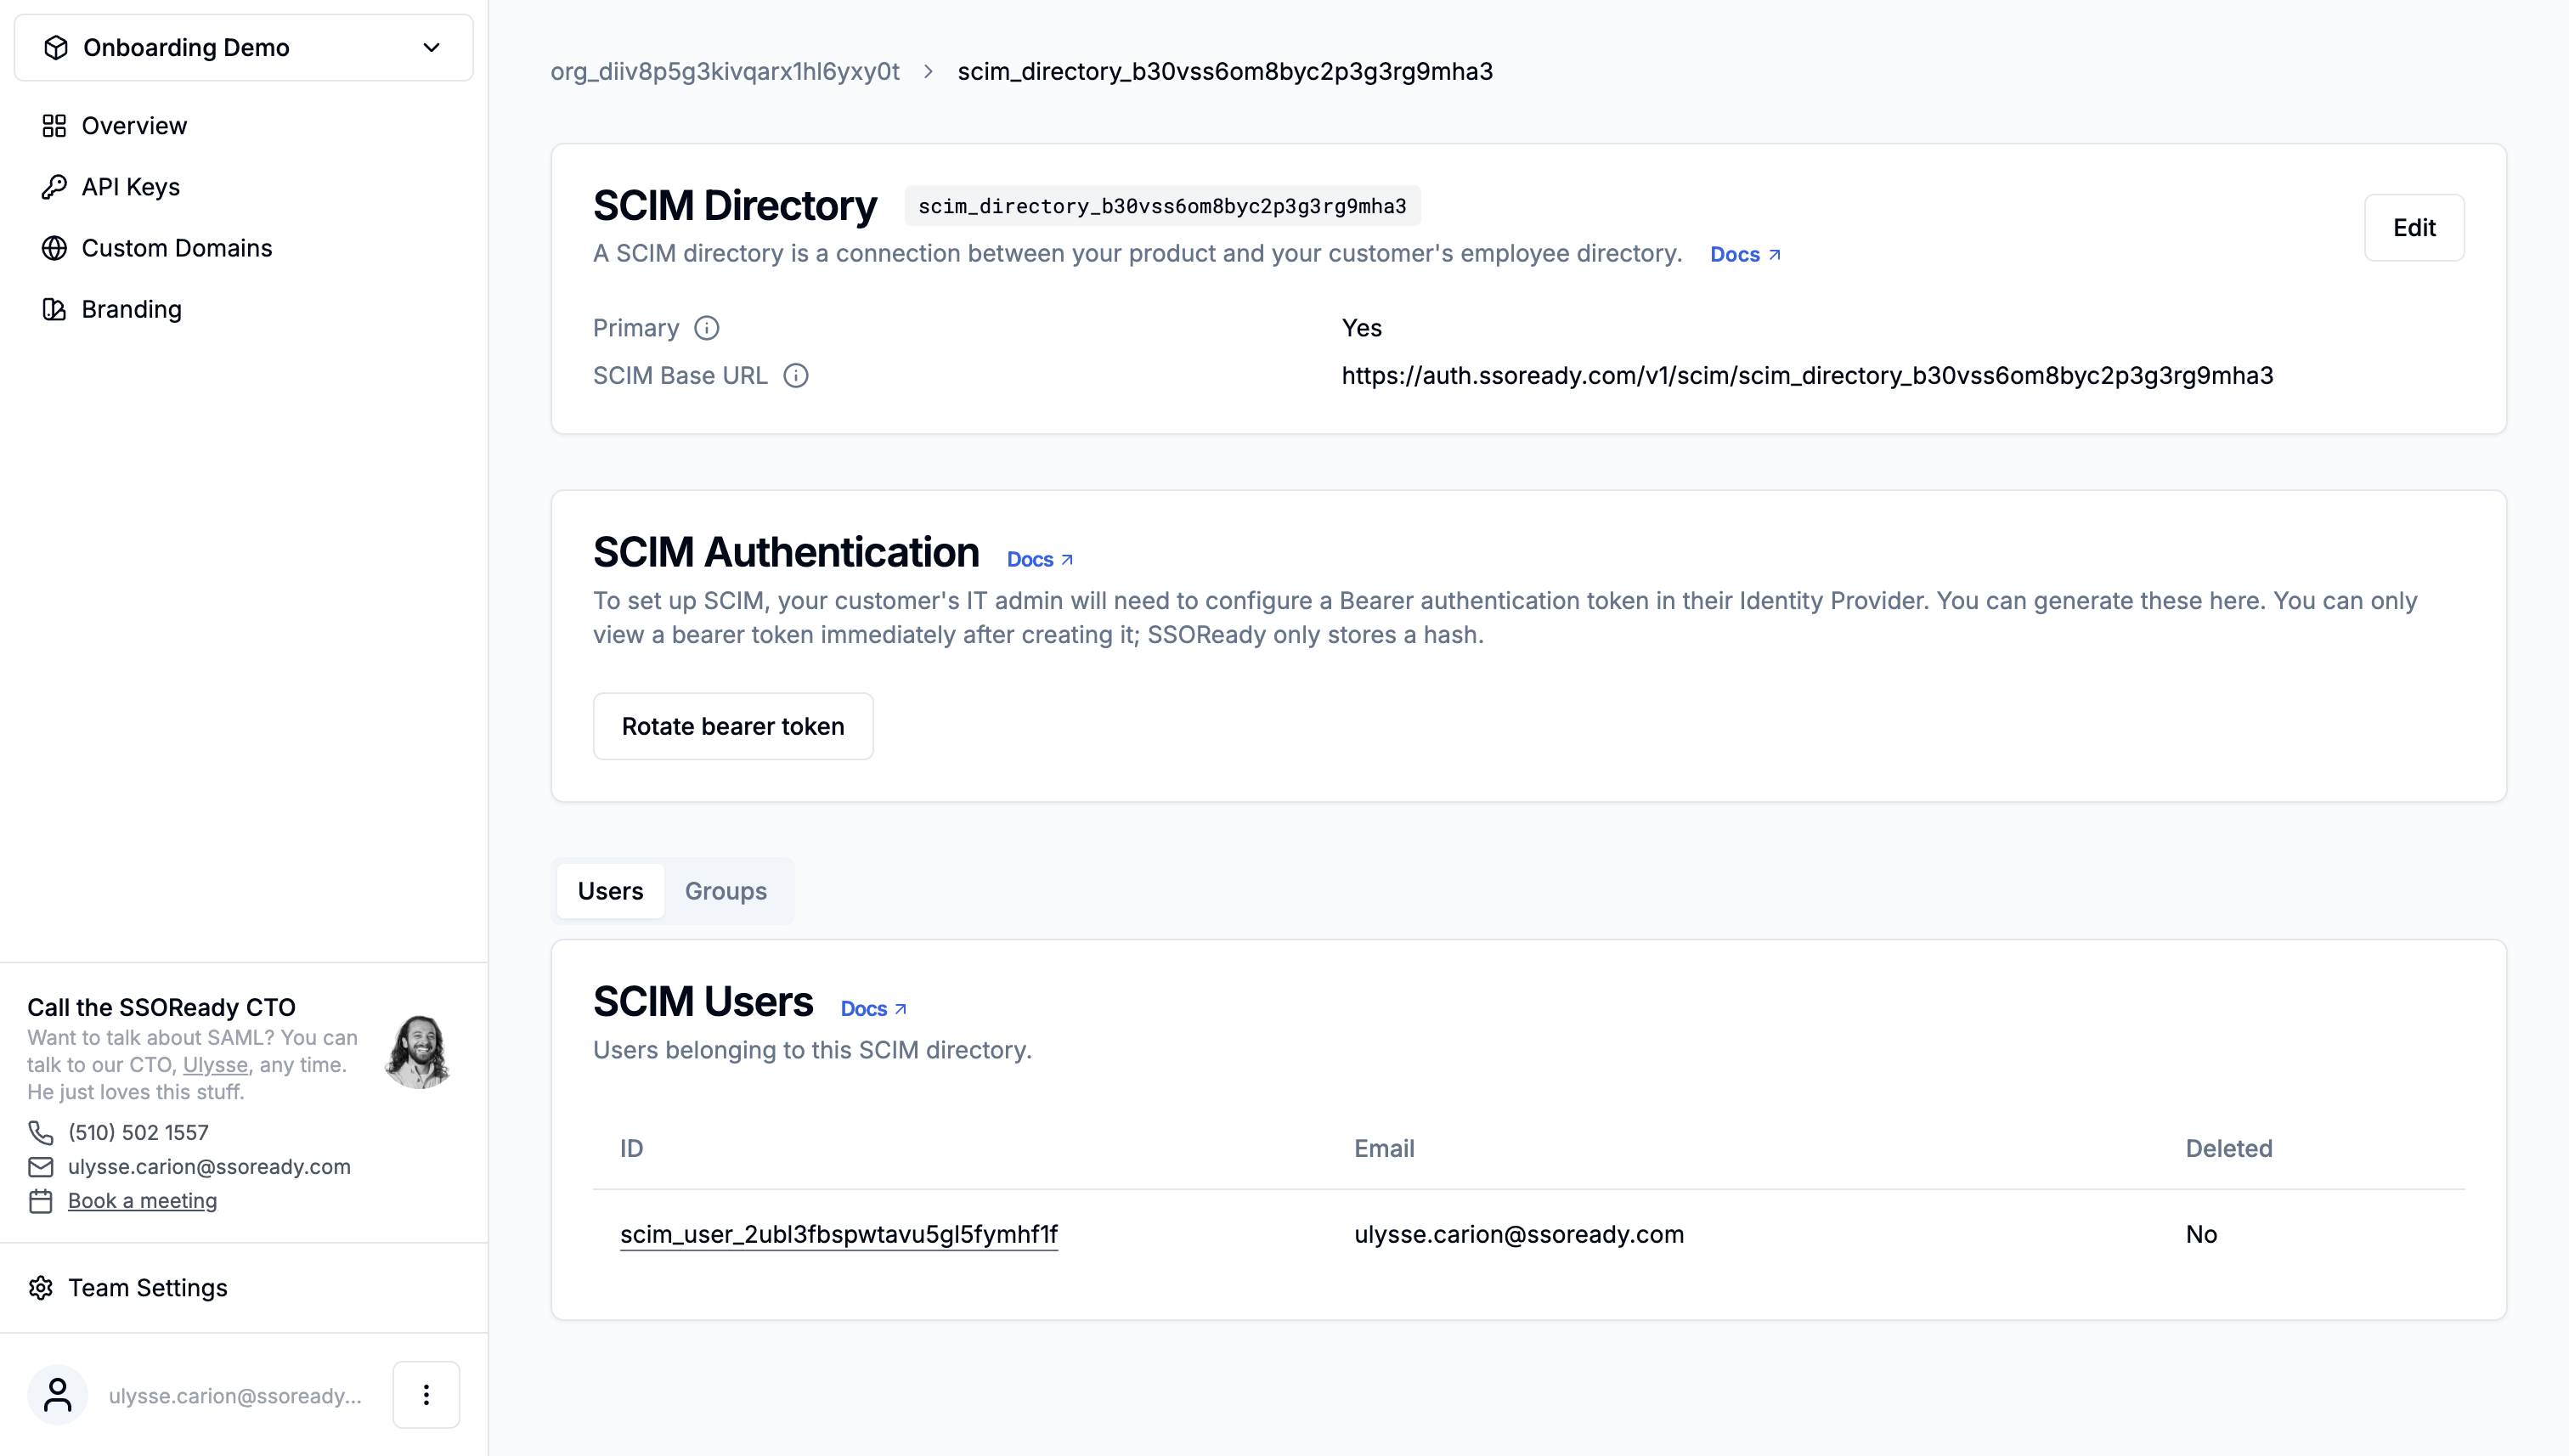 Onboarding Demo
Overview
API Keys
Custom Domains
Branding
Call the SSOReady CTO
Want to talk about SAML? You can
talk to our CTO, Ulysse, any time.
He just loves this stuff.
(510) 502 1557
ulysse.carion@ssoready.com
Book a meeting
Team Settings
ulysse.carion@ssoready...
org_diiv8p5g3kivqarx1hl6yxy0t > scim_directory_b30vss6om8byc2p3g3rg9mha3
SCIM Directory scim_directory_b30vss6om8byc2p3g3rg9mha3
A SCIM directory is a connection between your product and your customer's employee directory. Docs
Edit
Primary Yes
SCIM Base URL https://auth.ssoready.com/v1/scim/scim_directory_b30vss6om8byc2p3g3rg9mha3
SCIM Authentication Docs
To set up SCIM, your customer's IT admin will need to configure a Bearer authentication token in their Identity Provider. You can generate these here. You can only
view a bearer token immediately after creating it; SSOReady only stores a hash.
Rotate bearer token
Users Groups
SCIM Users Docs
Users belonging to this SCIM directory.
ID Email Deleted
scim_user_2ubl3fbspwtavu5gl5fymhf1f ulysse.carion@ssoready.com No